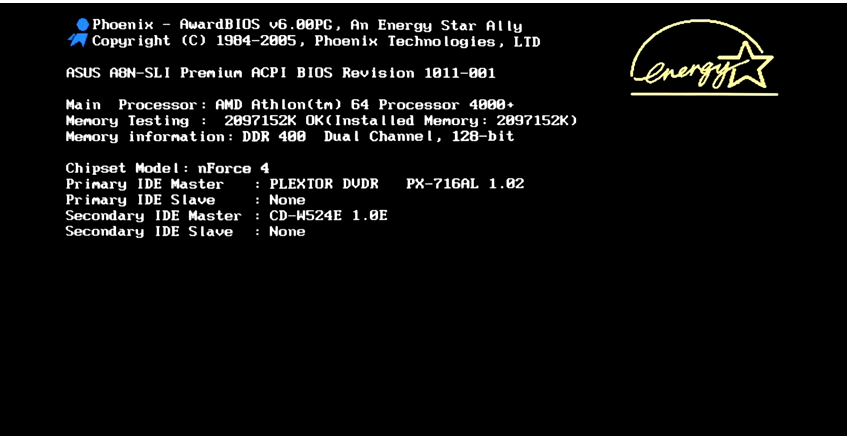 Phoenix - AwardBIOS v6.00PG, An Energy Star Ally
Copyright (C) 1984-2005, Phoenix Technologies, LTD
energy
ASUS A8N-SLI Premium ACPI BIOS Revision 1011-001
Main Processor: AMD Athlon(tm) 64 Processor 4000+
Memory Testing : 2097152K OK(Installed Memory: 2097152K)
Memory information: DDR 400 Dual Channel, 128-bit
Chipset Model: nForce 4
Primary IDE Master : PLEXTOR DVDR PX-716AL 1.02
Primary IDE Slave : None
Secondary IDE Master : CD-W524E 1.0E
Secondary IDE Slave : None